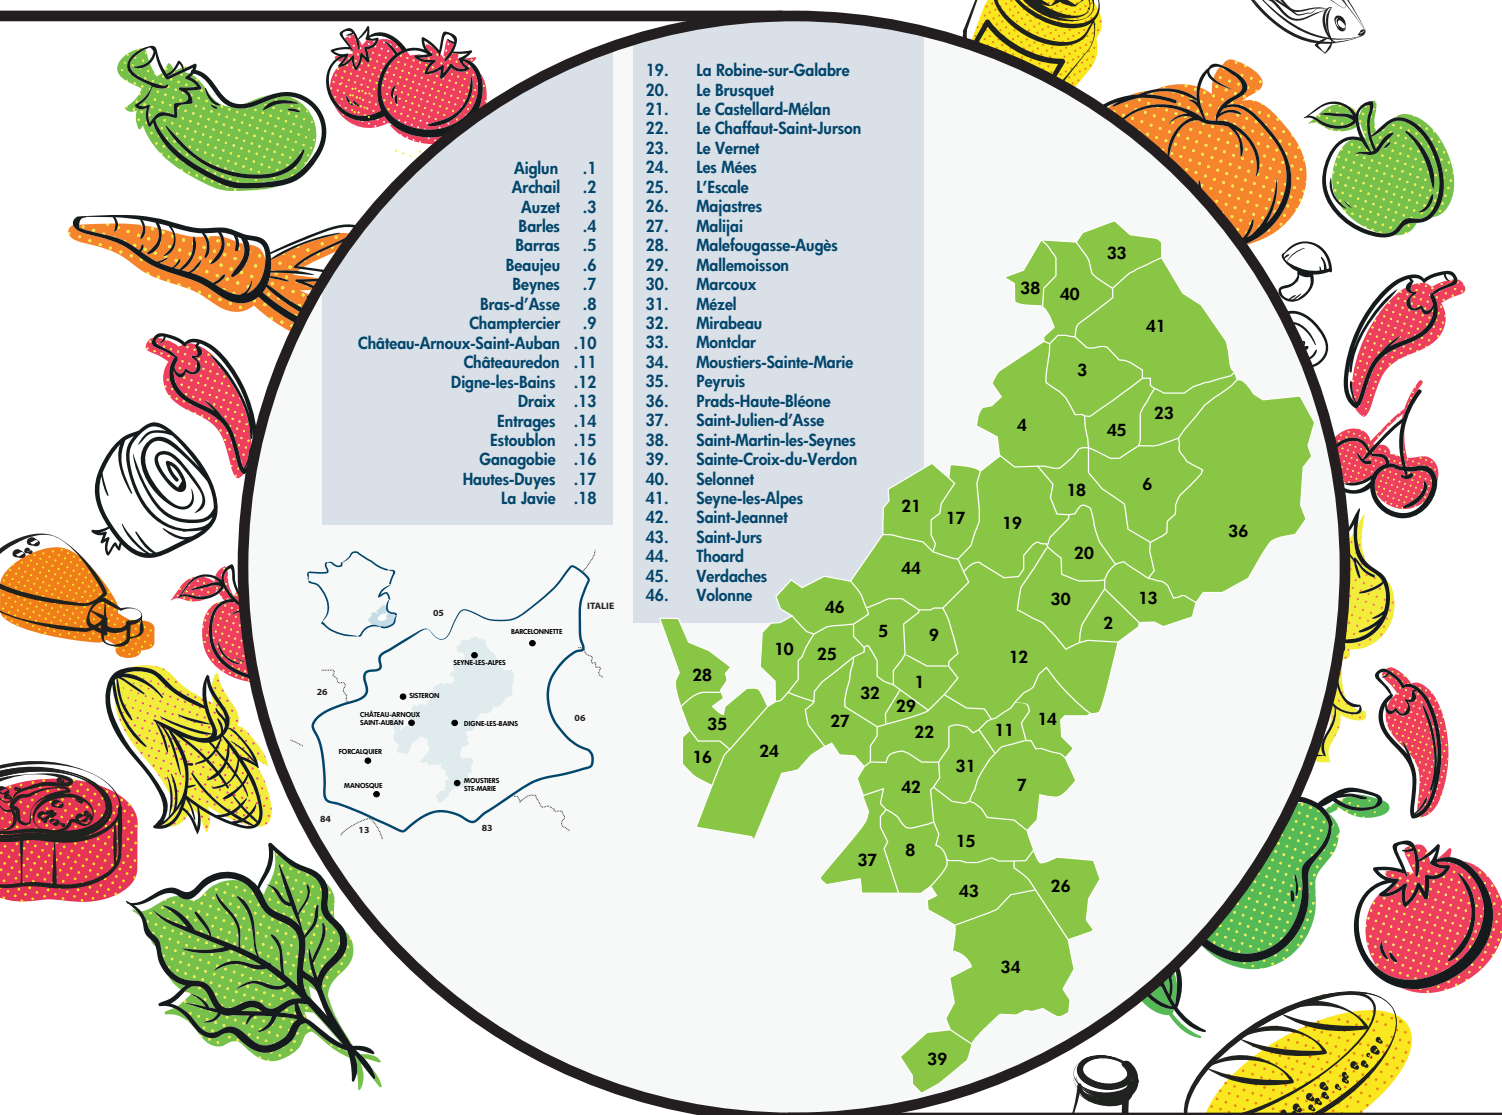 Aiglun .1
Archail .2
Auzet .3
Barles .4
Barras .5
Beaujeu .6
Beynes .7
Bras-d'Asse .8
Champtercier .9
Château-Arnoux-Saint-Auban .10
Châteauredon .11
Digne-les-Bains .12
Draix .13
Entrages .14
Estoublon .15
Ganagobie .16
Hautes-Duyes .17
La Javie .18
19. La Robine-sur-Galabre
20. Le Brusquet
21. Le Castellard-Mélan
22. Le Chaffaut-Saint-Jurson
23. Le Vernet
24. Les Mées
25. L'Escale
26. Majastres
27. Malijai
28. Malefougasse-Augès
29. Mallemoisson
30. Marcoux
31. Mézel
32. Mirabeau
33. Montclar
34. Moustiers-Sainte-Marie
35. Peyruis
36. Prads-Haute-Bléone
37. Saint-Julien-d'Asse
38. Saint-Martin-les-Seynes
39. Sainte-Croix-du-Verdon
40. Selonnet
41. Seyne-les-Alpes
42. Saint-Jeannet
43. Saint-Jurs
44. Thoard
45. Verdaches
46. Volonne
33
38
40
41
3
23
4
45
6
18
21
17
19
36
20
44
30
13
46
2
5
9
10
25
12
28
1
32
29
35
27
22
11
14
16
24
31
7
42
15
37
8
43
26
34
39
05
ITALIE
BARCELONNETTE
SEYNE-LES-ALPES
26
SISTERON
CHÂTEAU-ARNOUX
SAINT-AUBAN
DIGNE-LES-BAINS
06
FORCALQUIER
MANOSQUE
MOUSTIERS
STE-MARIE
84
13
83